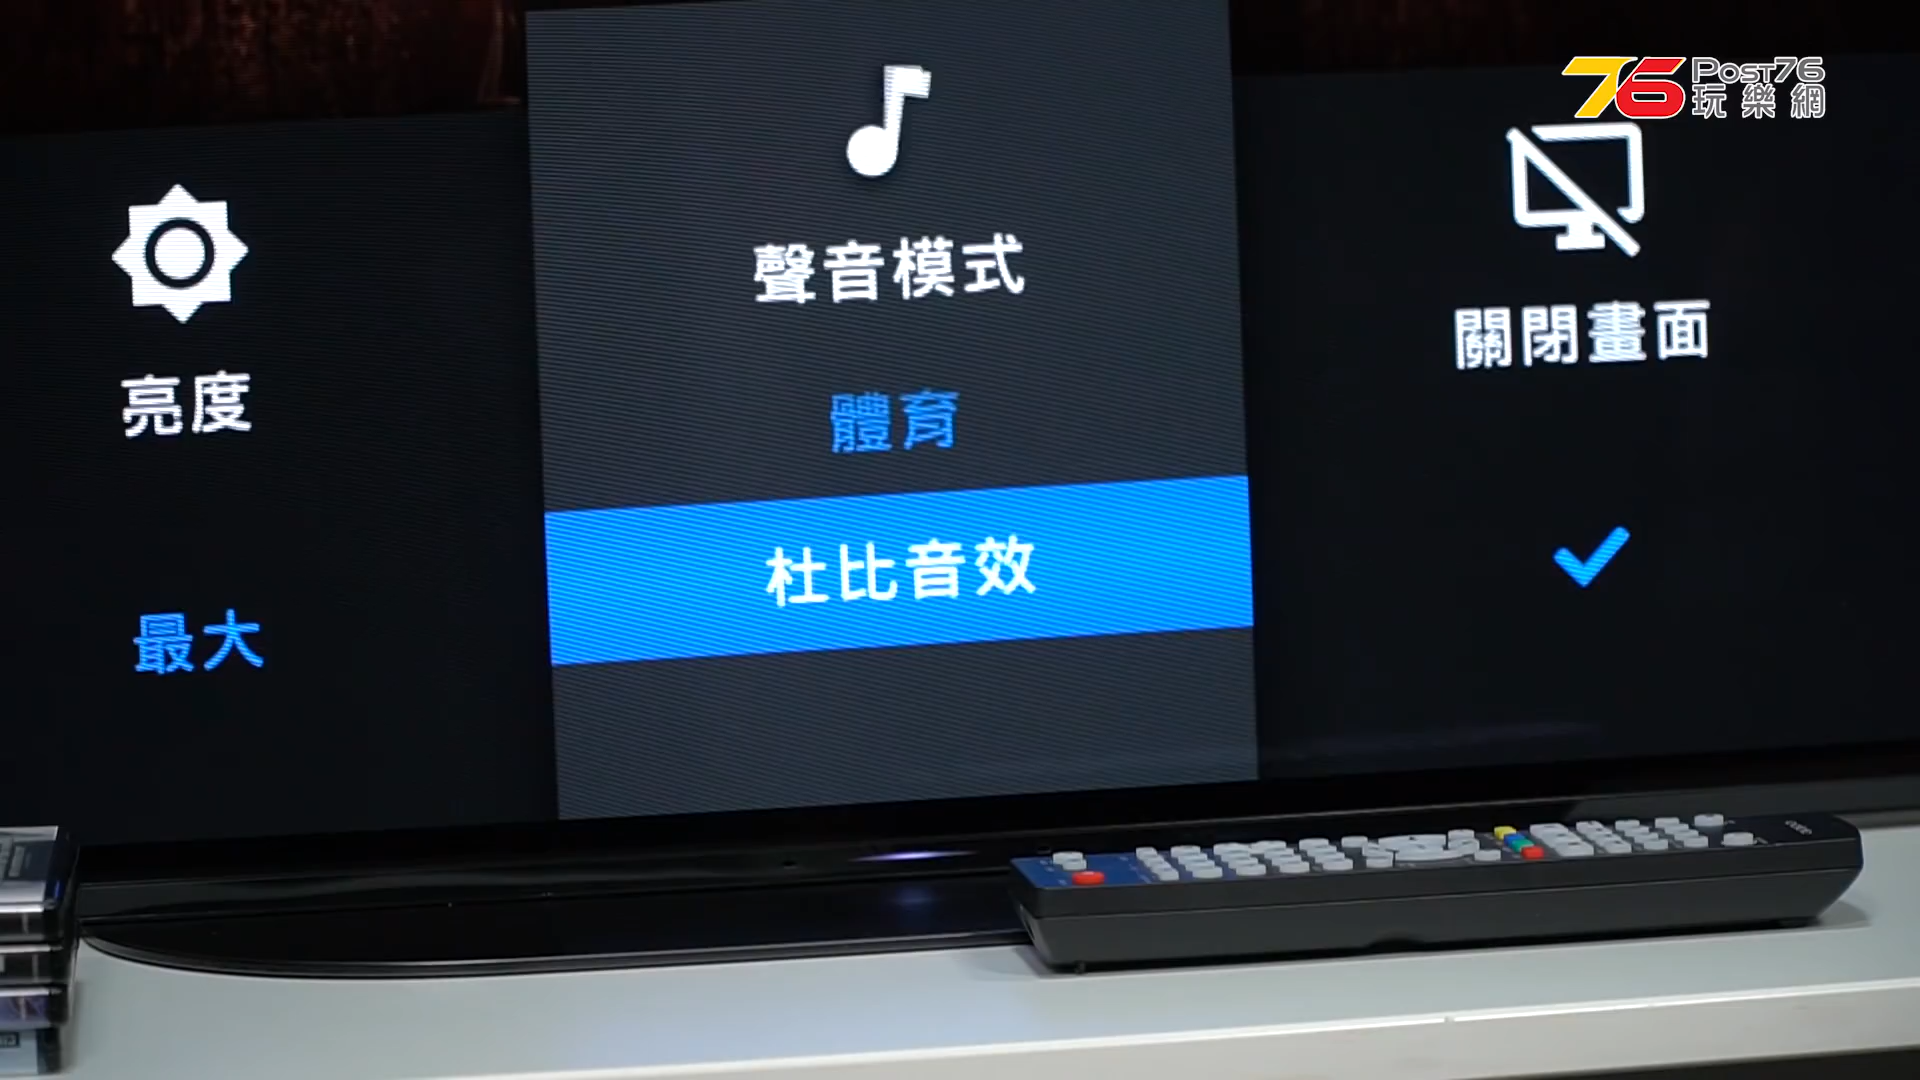 76 Post76
玩樂網
亮度
最大
聲音模式
體育
杜比音效
關閉畫面